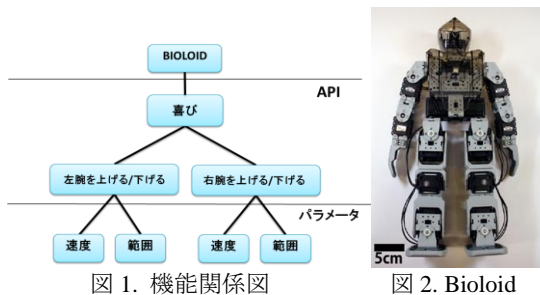 BIOLOID
API
喜び
左腕を上げる/下げる
右腕を上げる/下げる
パラメータ
速度
範囲
速度
範囲
5cm
図 1. 機能関係図
図 2. Bioloid